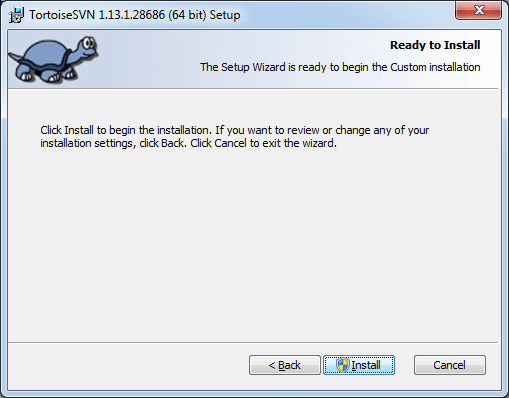 TortoiseSVN 1.13.1.28686 (64 bit) Setup
Ready to Install
The Setup Wizard is ready to begin the Custom installation
Click Install to begin the installation. If you want to review or change any of your
installation settings, click Back. Click Cancel to exit the wizard.
< Back
Install
Cancel